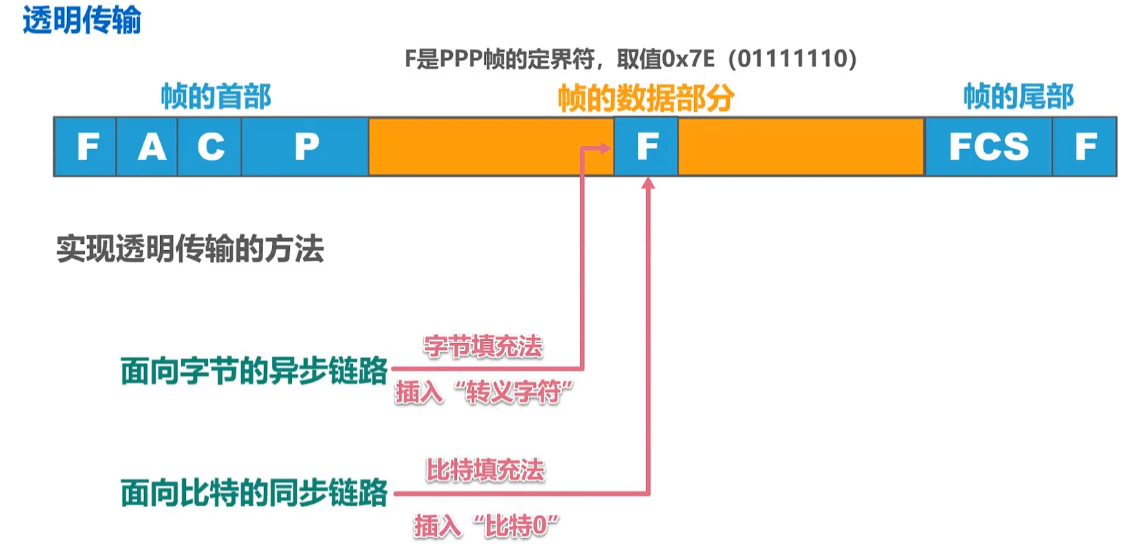 透明传输
F是PPP帧的定界符，取值0x7E（01111110）
帧的首部 帧的数据部分 帧的尾部
F A C P F FCS F
实现透明传输的方法
字节填充法
面向字节的异步链路
插入“转义字符”
比特填充法
面向比特的同步链路
插入“比特0”